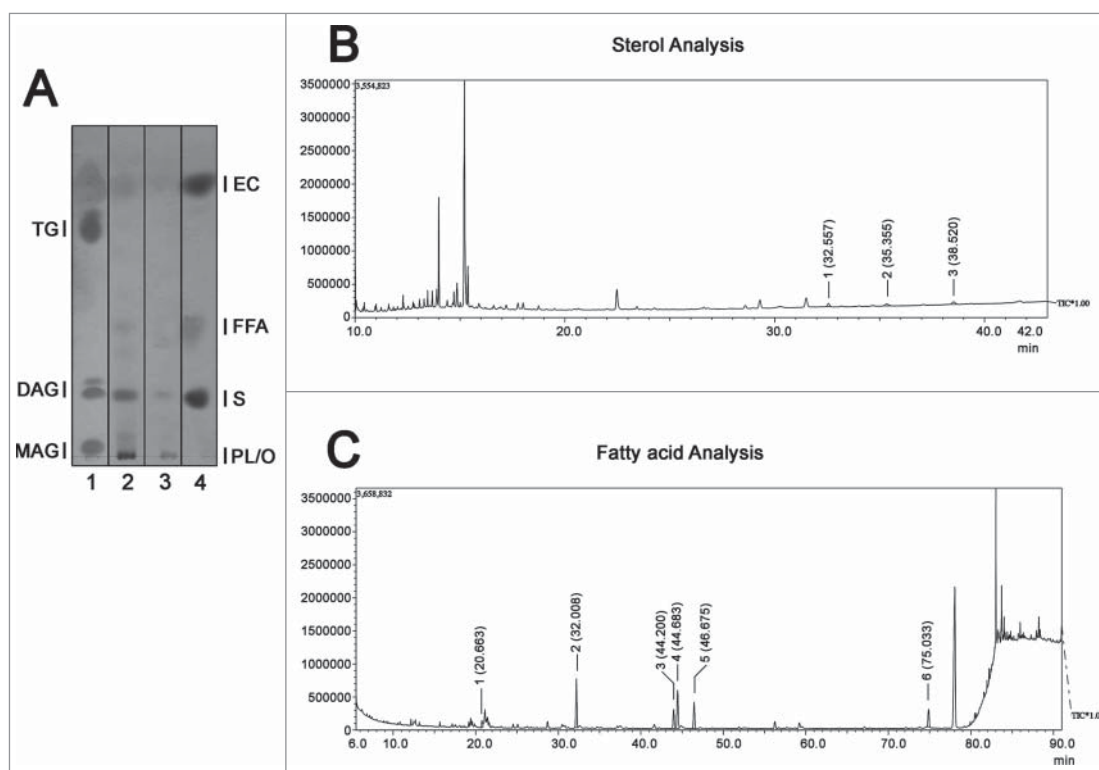 A
EC
TG
FFA
DAG
S
MAG
PL/O
1 2 3 4
B
Sterol Analysis
3,554,823
3500000
3000000
2500000
2000000
1500000
1000000
500000
0
1 (32.557)
2 (35.355)
3 (38.520)
TIC*1.00
10.0 20.0 30.0 40.0 42.0
min
C
Fatty acid Analysis
3,658,832
3500000
3000000
2500000
2000000
1500000
1000000
500000
0
1 (20.663)
2 (32.008)
3 (44.200)
4 (44.683)
5 (46.675)
6 (75.033)
TIC*1.0
6.0 10.0 20.0 30.0 40.0 50.0 60.0 70.0 80.0 90.0
min